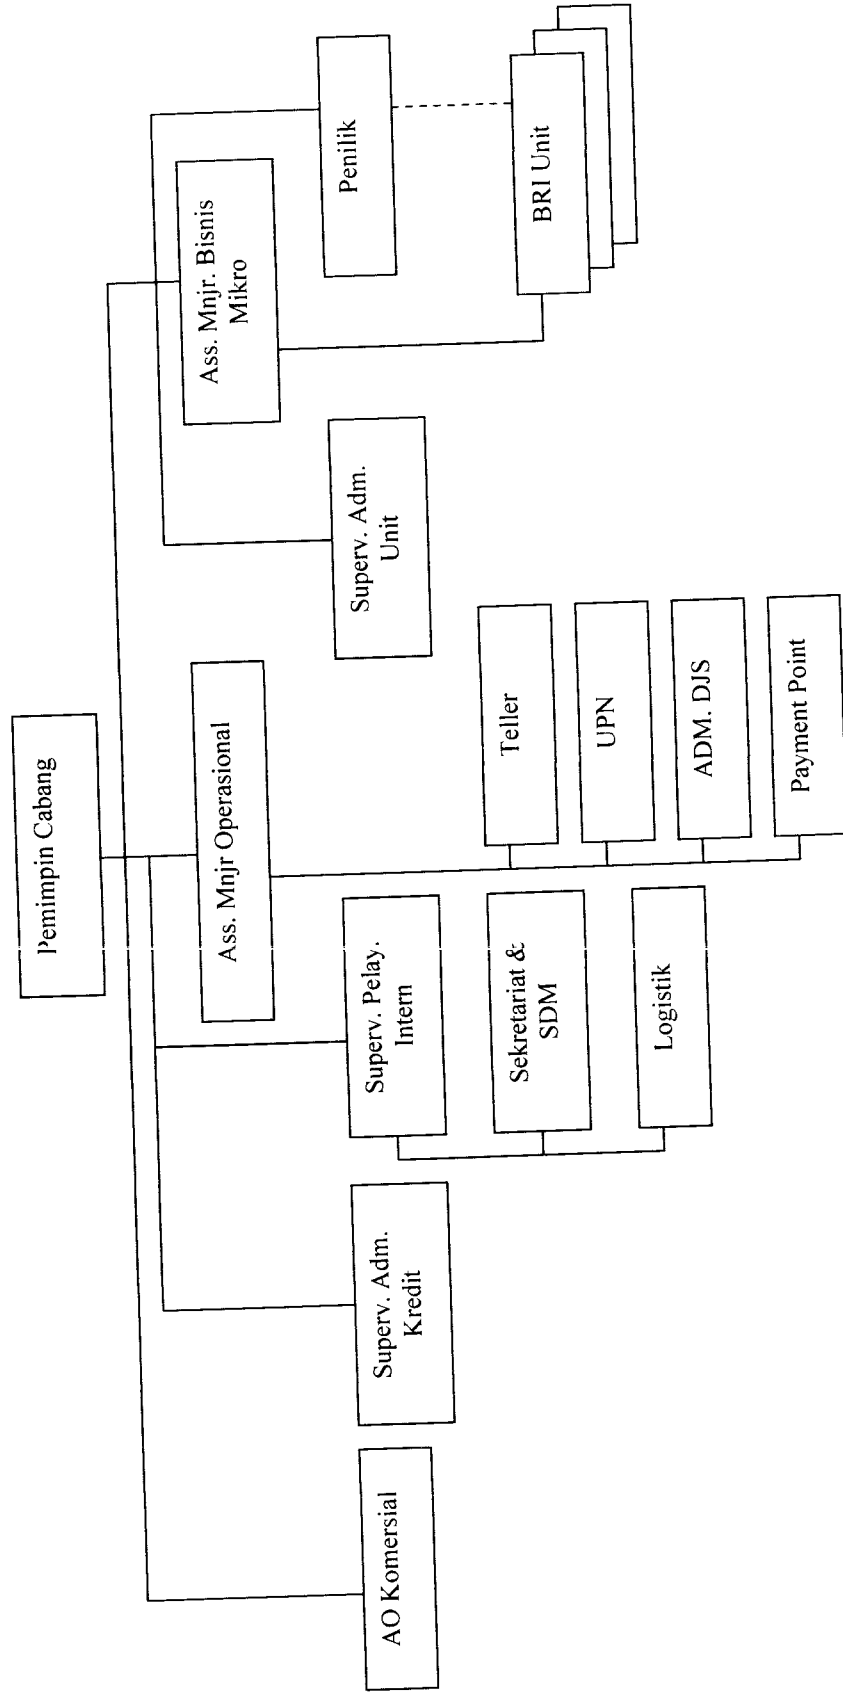 Pemimpin Cabang
Ass. Mnjr Operasional
Ass. Mnjr. Bisnis
Mikro
AO Komersial
Superv. Adm.
Kredit
Superv. Pelay.
Intern
Superv. Adm.
Unit
Penilik
Sekretariat &
SDM
Logistik
Teller
UPN
ADM. DJS
Payment Point
BRI Unit